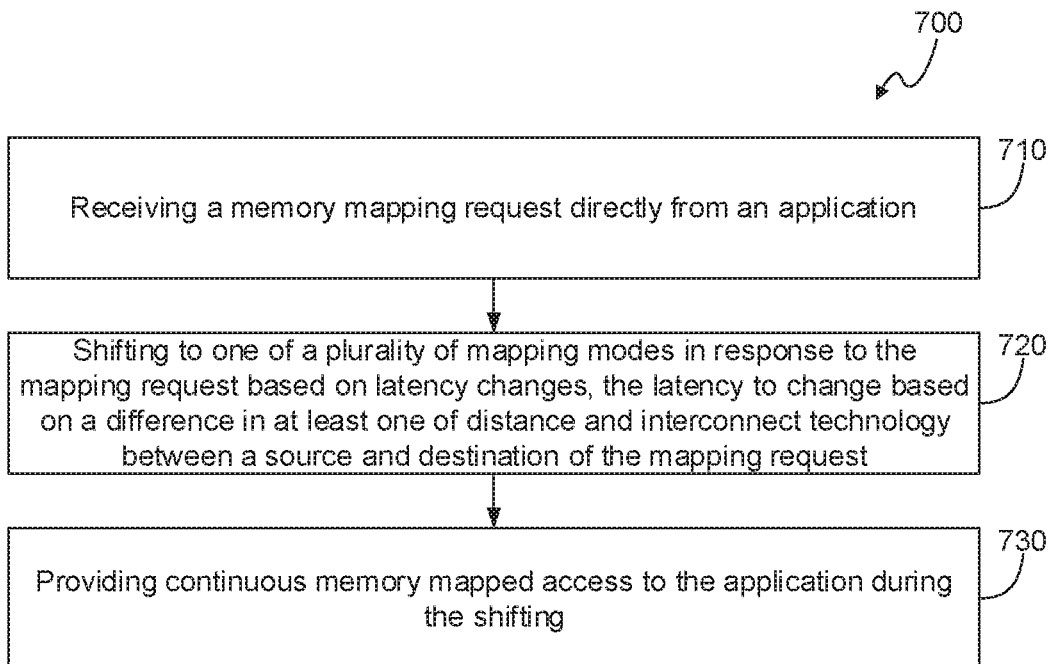 700
710
Receiving a memory mapping request directly from an application
720
Shifting to one of a plurality of mapping modes in response to the
mapping request based on latency changes, the latency to change based
on a difference in at least one of distance and interconnect technology
between a source and destination of the mapping request
730
Providing continuous memory mapped access to the application during
the shifting